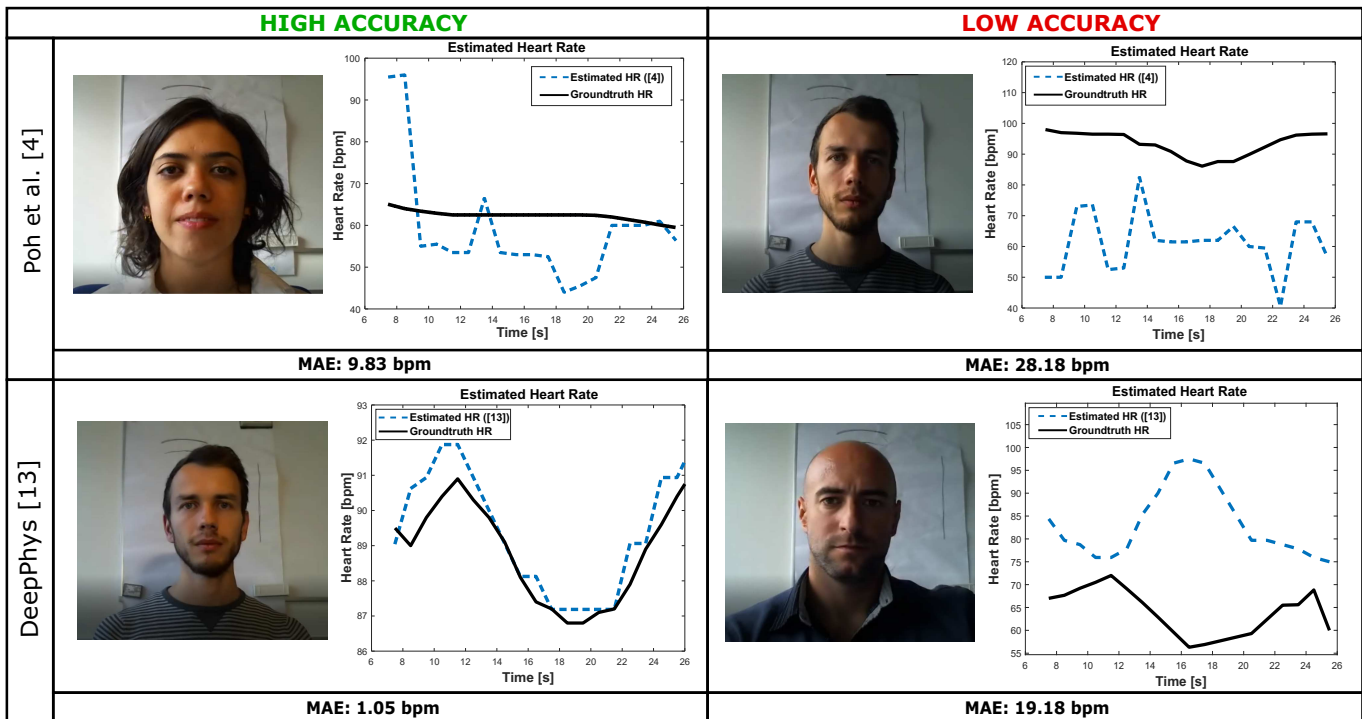 HIGH ACCURACY
LOW ACCURACY
Poh et al. [4]
Estimated Heart Rate
Estimated HR ([4])
Groundtruth HR
Heart Rate [bpm]
100
90
80
70
60
50
40
6 8 10 12 14 16 18 20 22 24 26
Time [s]
MAE: 9.83 bpm
Estimated Heart Rate
Estimated HR ([4])
Groundtruth HR
Heart Rate [bpm]
120
110
100
90
80
70
60
50
40
6 8 10 12 14 16 18 20 22 24 26
Time [s]
MAE: 28.18 bpm
DeepPhys [13]
Estimated Heart Rate
Estimated HR ([13])
Groundtruth HR
Heart Rate [bpm]
93
92
91
90
89
88
87
86
6 8 10 12 14 16 18 20 22 24 26
Time [s]
MAE: 1.05 bpm
Estimated Heart Rate
Estimated HR ([13])
Groundtruth HR
Heart Rate [bpm]
105
100
95
90
85
80
75
70
65
60
55
6 8 10 12 14 16 18 20 22 24 26
Time [s]
MAE: 19.18 bpm